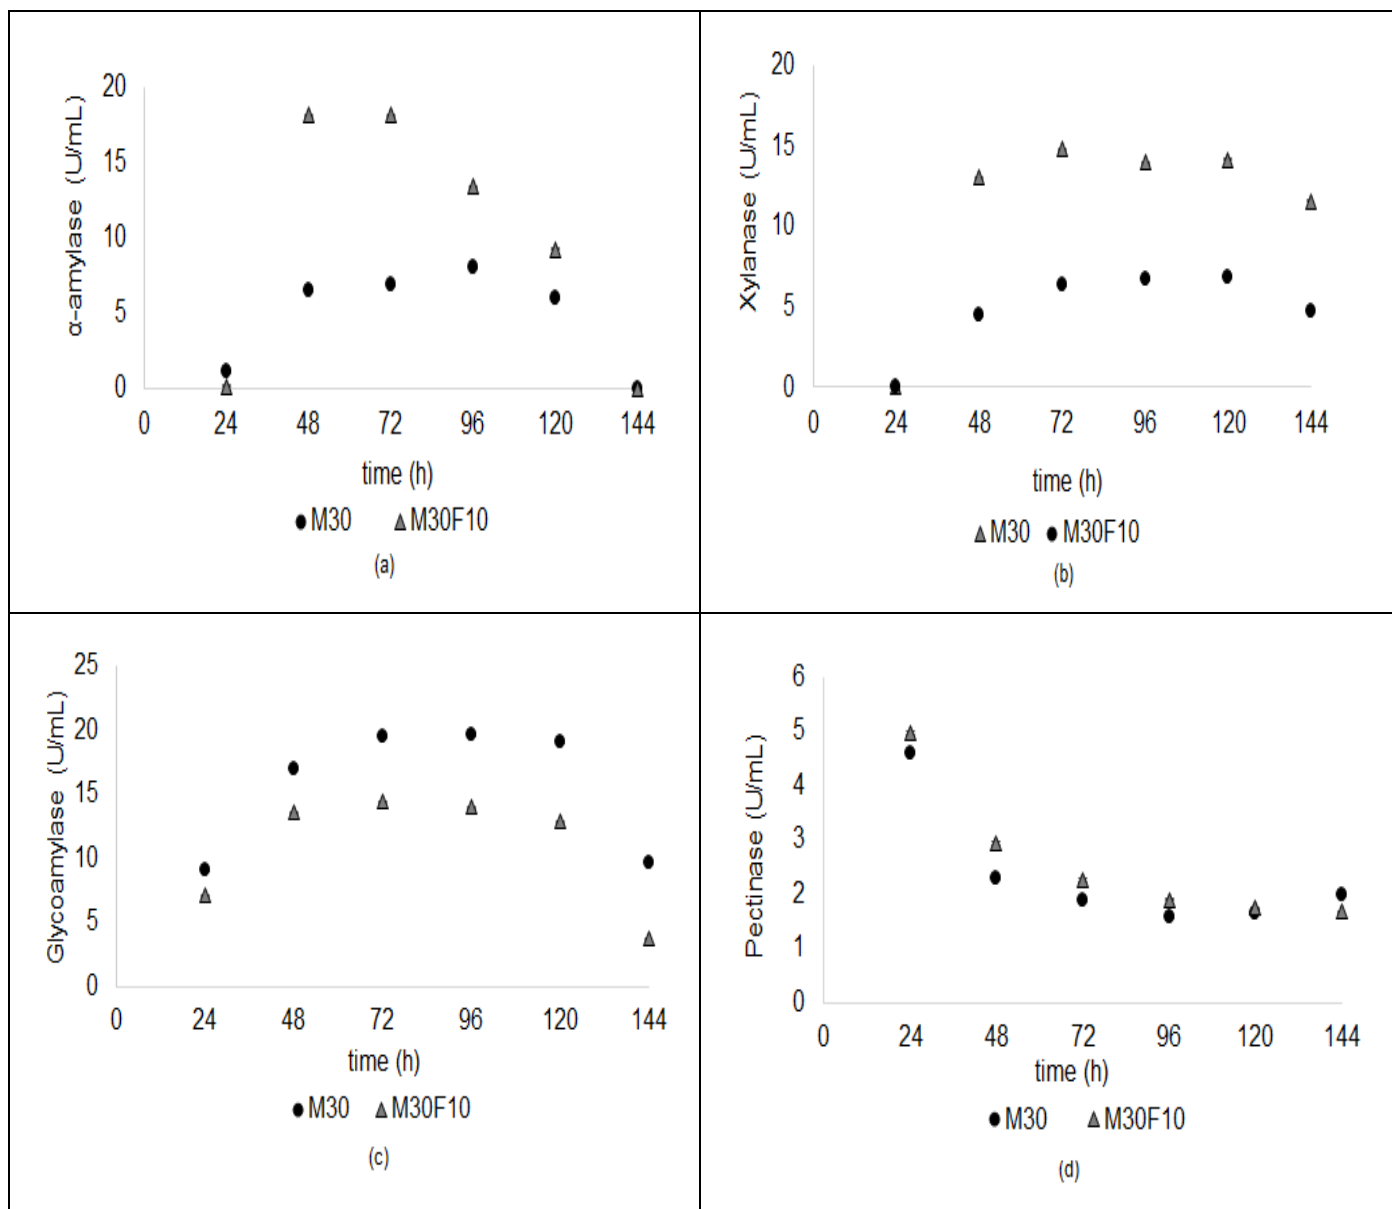 α-amylase (U/mL)
20
15
10
5
0
0 24 48 72 96 120 144
time (h)
M30 M30F10
(a)
Xylanase (U/mL)
20
15
10
5
0
0 24 48 72 96 120 144
time (h)
M30 M30F10
(b)
Glycoamylase (U/mL)
25
20
15
10
5
0
0 24 48 72 96 120 144
time (h)
M30 M30F10
(c)
Pectinase (U/mL)
6
5
4
3
2
1
0
0 24 48 72 96 120 144
time (h)
M30 M30F10
(d)